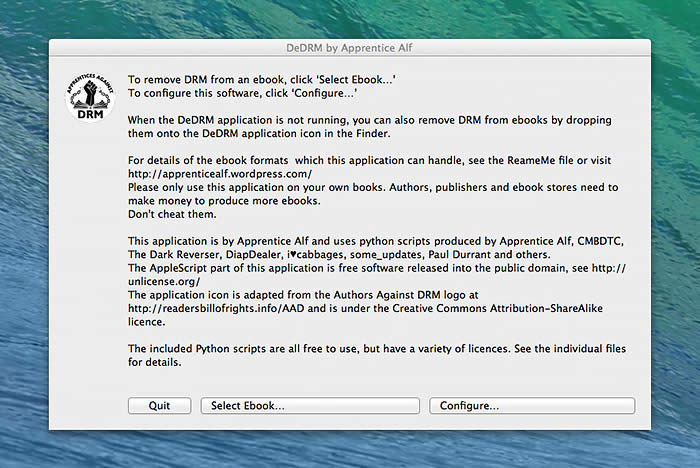 DeDRM by Apprentice Alf
APPRENTICES AGAINST
DRM
To remove DRM from an ebook, click ‘Select Ebook…’
To configure this software, click ‘Configure…’
When the DeDRM application is not running, you can also remove DRM from ebooks by dropping
them onto the DeDRM application icon in the Finder.
For details of the ebook formats  which this application can handle, see the ReameMe file or visit
http://apprenticealf.wordpress.com/
Please only use this application on your own books. Authors, publishers and ebook stores need to
make money to produce more ebooks.
Don't cheat them.
This application is by Apprentice Alf and uses python scripts produced by Apprentice Alf, CMBDTC,
The Dark Reverser, DiapDealer, i♥cabbages, some_updates, Paul Durrant and others.
The AppleScript part of this application is free software released into the public domain, see http://
unlicense.org/
The application icon is adapted from the Authors Against DRM logo at
http://readersbillofrights.info/AAD and is under the Creative Commons Attribution-ShareAlike
licence.
The included Python scripts are all free to use, but have a variety of licences. See the individual files
for details.
Quit
Select Ebook...
Configure...